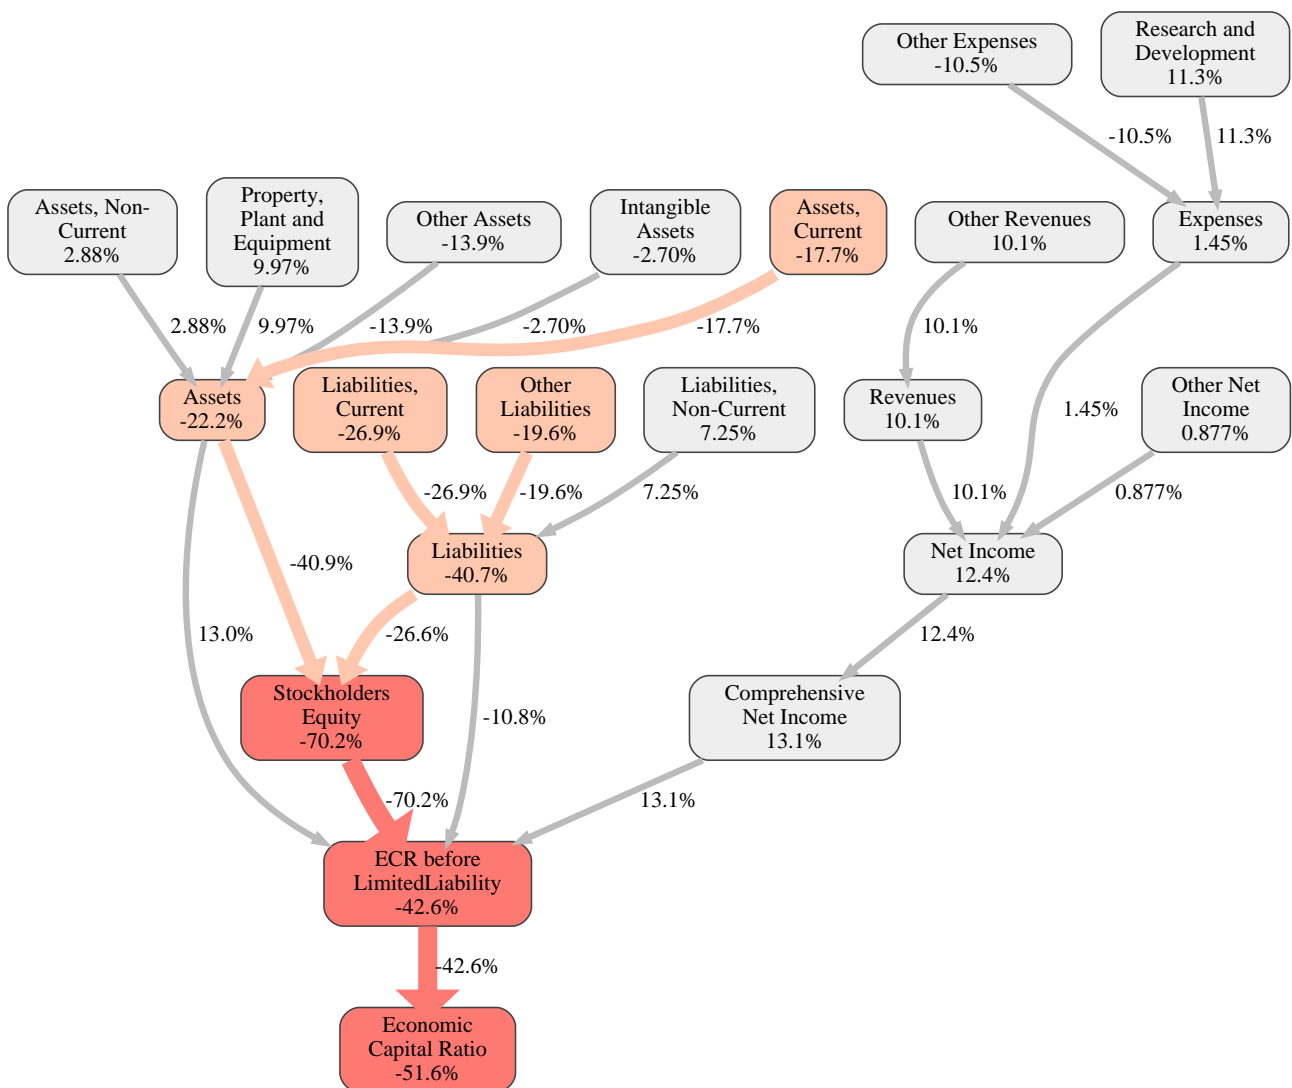 Other Expenses
-10.5%
Research and
Development
11.3%
-10.5%
11.3%
Assets, Non-
Current
2.88%
Property,
Plant and
Equipment
9.97%
Other Assets
-13.9%
Intangible
Assets
-2.70%
Assets,
Current
-17.7%
Other Revenues
10.1%
Expenses
1.45%
2.88%
9.97%
-13.9%
-2.70%
-17.7%
10.1%
Assets
-22.2%
Liabilities,
Current
-26.9%
Other
Liabilities
-19.6%
Liabilities,
Non-Current
7.25%
Revenues
10.1%
1.45%
Other Net
Income
0.877%
-26.9%
-19.6%
7.25%
10.1%
0.877%
-40.9%
Liabilities
-40.7%
Net Income
12.4%
13.0%
-26.6%
12.4%
Stockholders
Equity
-70.2%
-10.8%
Comprehensive
Net Income
13.1%
-70.2%
13.1%
ECR before
LimitedLiability
-42.6%
-42.6%
Economic
Capital Ratio
-51.6%